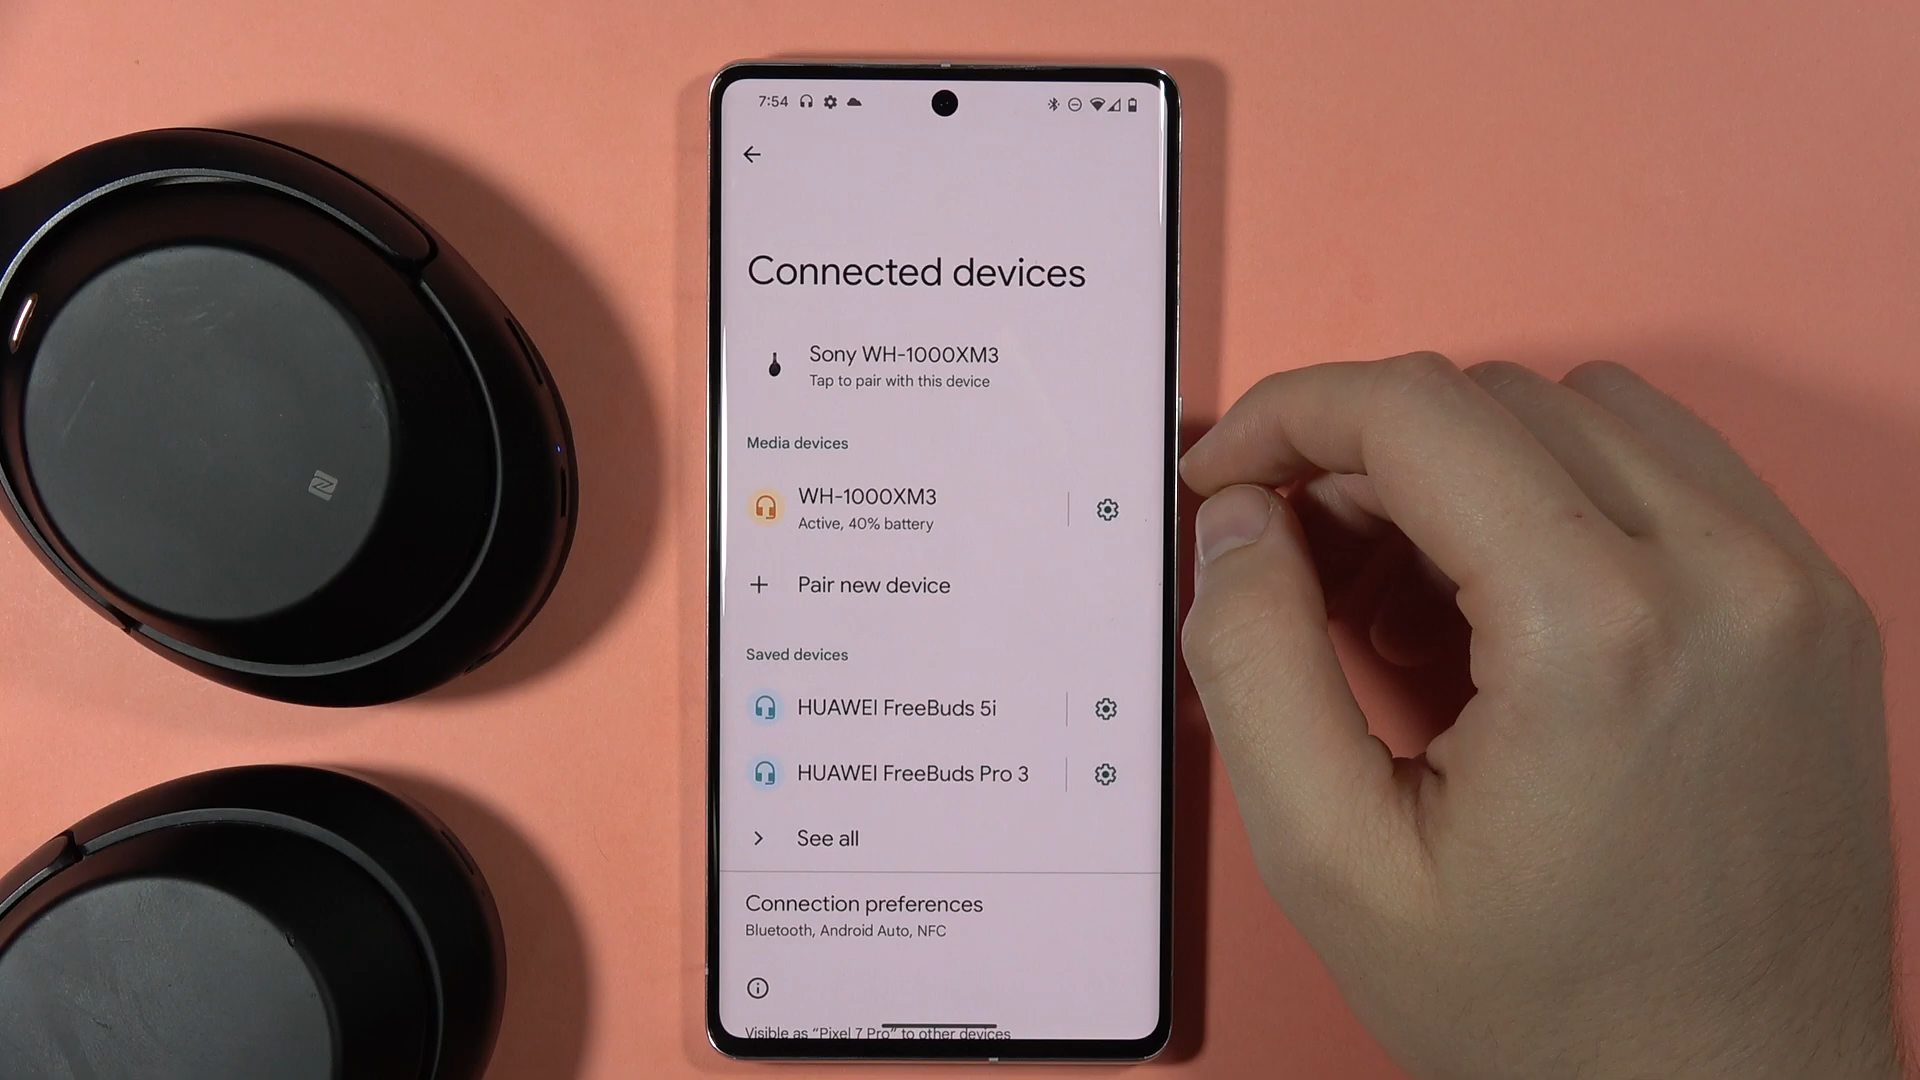 7:54
Connected devices
Sony WH-1000XM3
Tap to pair with this device
Media devices
WH-1000XM3
Active, 40% battery
Pair new device
Saved devices
HUAWEI FreeBuds 5i
HUAWEI FreeBuds Pro 3
See all
Connection preferences
Bluetooth, Android Auto, NFC
Visible as “Pixel 7 Pro” to other devices